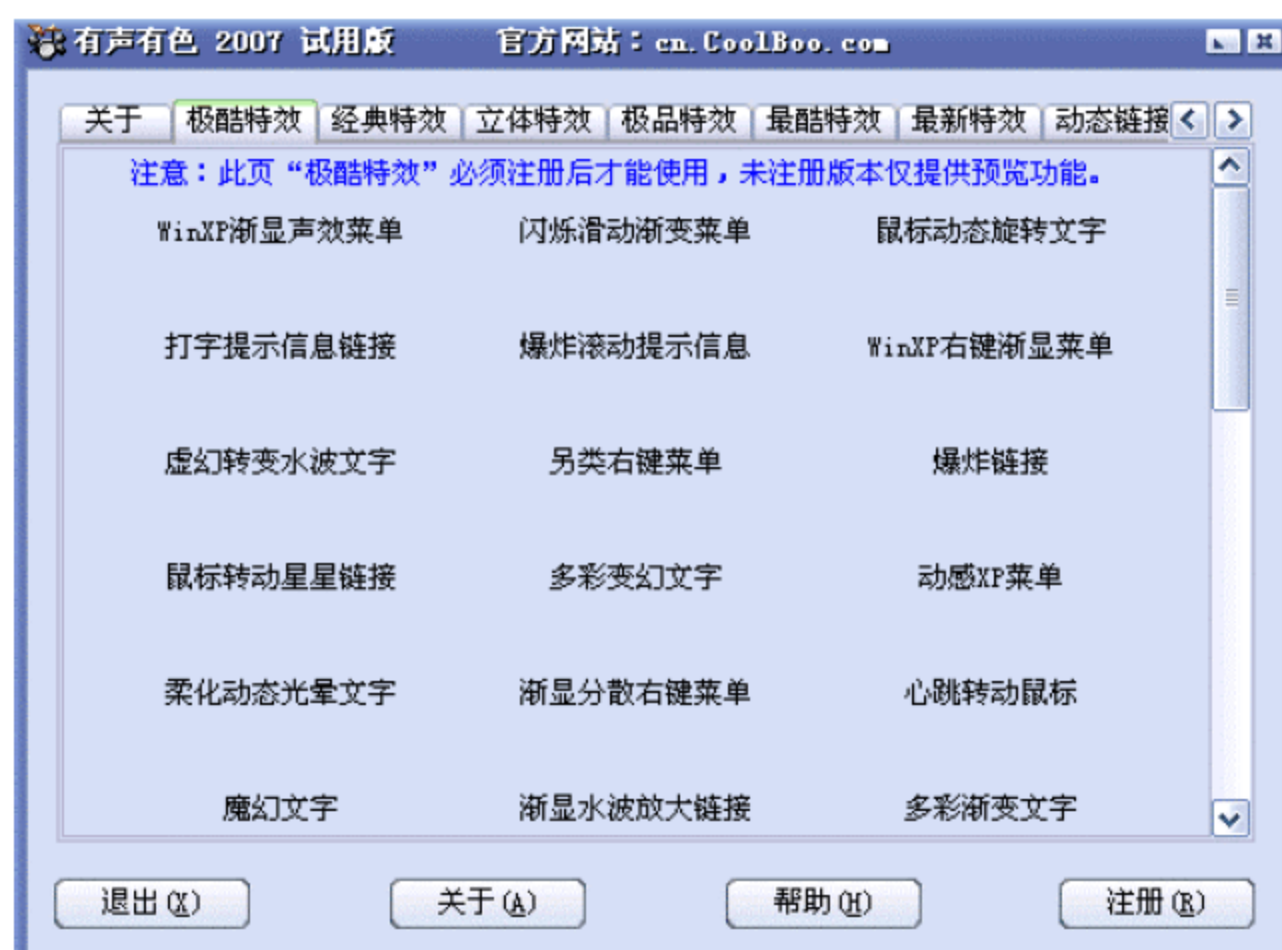 有声有色 2007 试用版 官方网站：cn.CoolBoo.com
关于 极酷特效 经典特效 立体特效 极品特效 最酷特效 最新特效 动态链接
注意：此页“极酷特效”必须注册后才能使用，未注册版本仅提供预览功能。
WinXP渐显声效菜单 闪烁滑动渐变菜单 鼠标动态旋转文字
打字提示信息链接 爆炸滚动提示信息 WinXP右键渐显菜单
虚幻转变水波文字 另类右键菜单 爆炸链接
鼠标转动星星链接 多彩变幻文字 动感XP菜单
柔化动态光晕文字 渐显分散右键菜单 心跳转动鼠标
魔幻文字 渐显水波放大链接 多彩渐变文字
退出(X) 关于(A) 帮助(H) 注册(R)